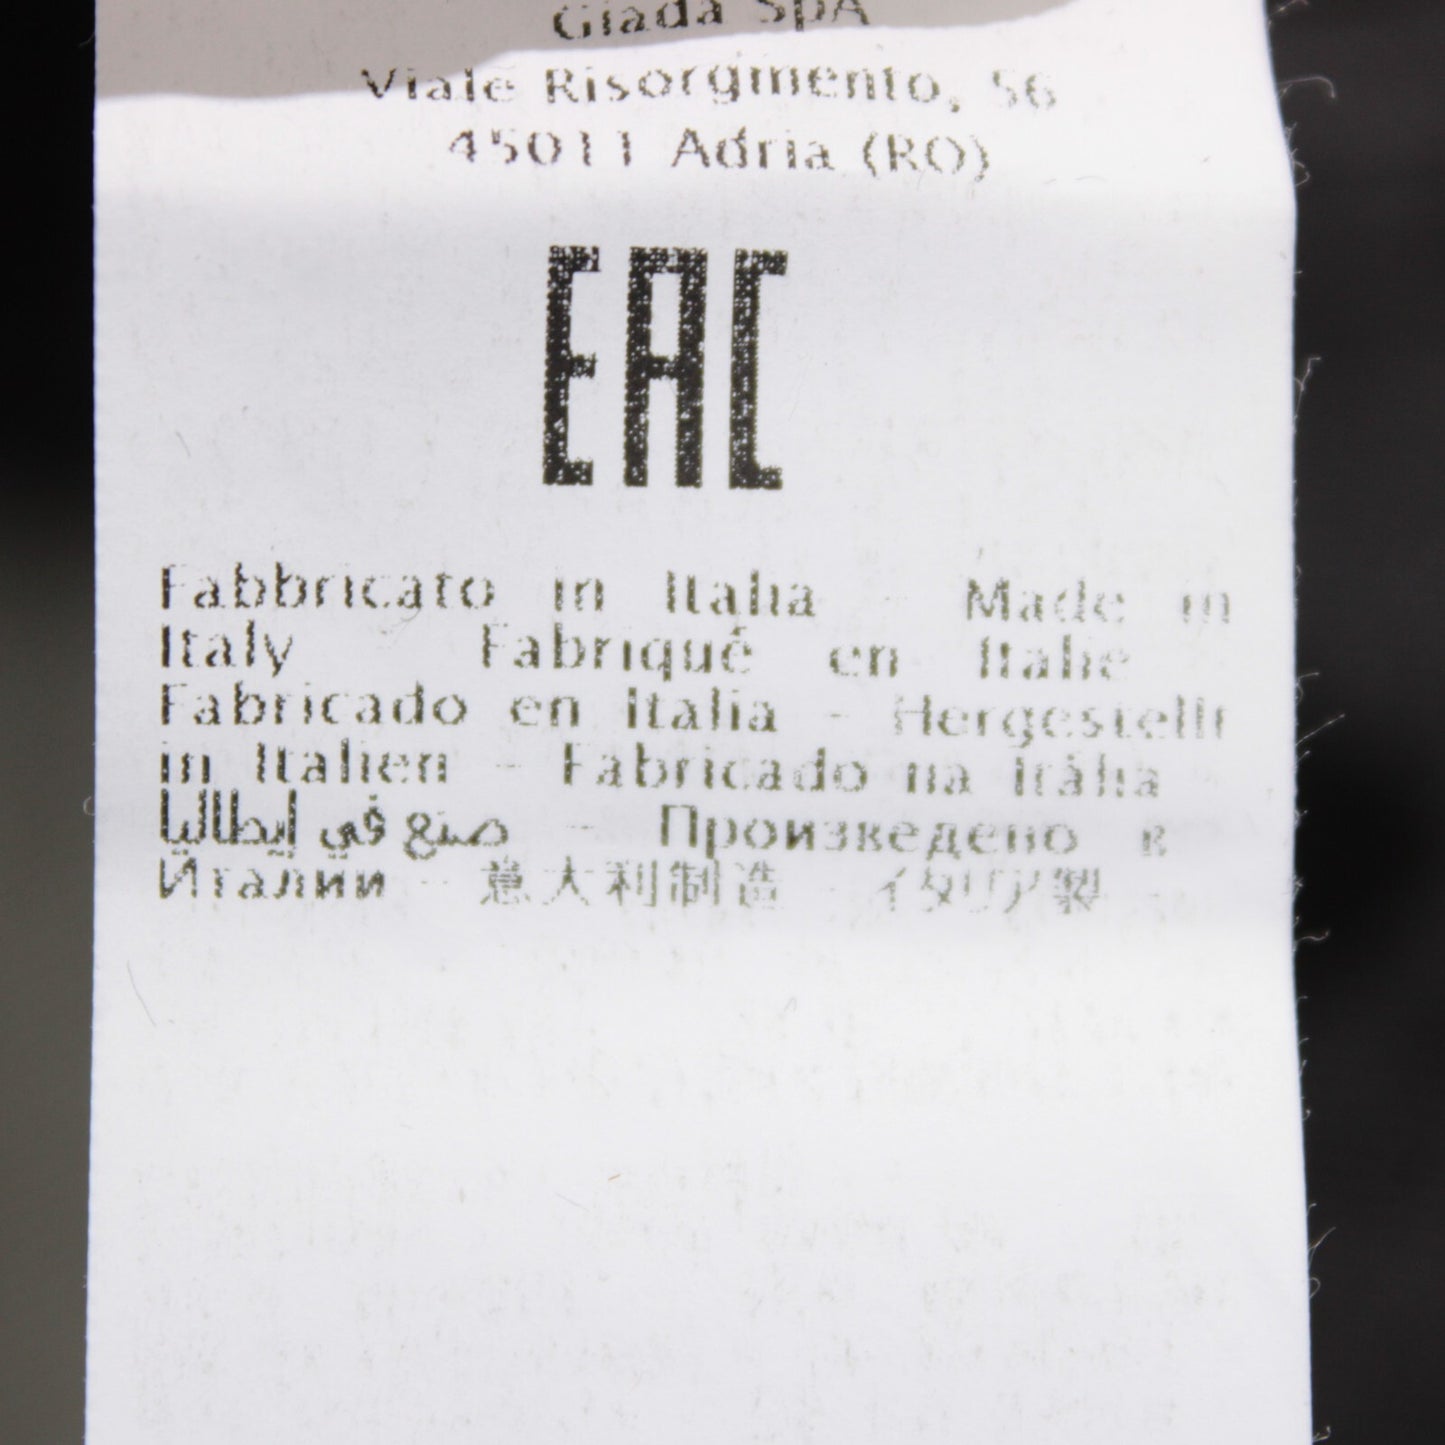 Giada SpA
Viale Risorgimento, 56
45011 Adria (RO)
EAC
Fabbricato in Italia - Made in
Italy Fabriqué en Italie
Fabricado en Italia - Hergestellt
in Italien - Fabricado na Itália
صنع في إيطاليا - Произведено в
Италии - 意大利制造 イタリア製